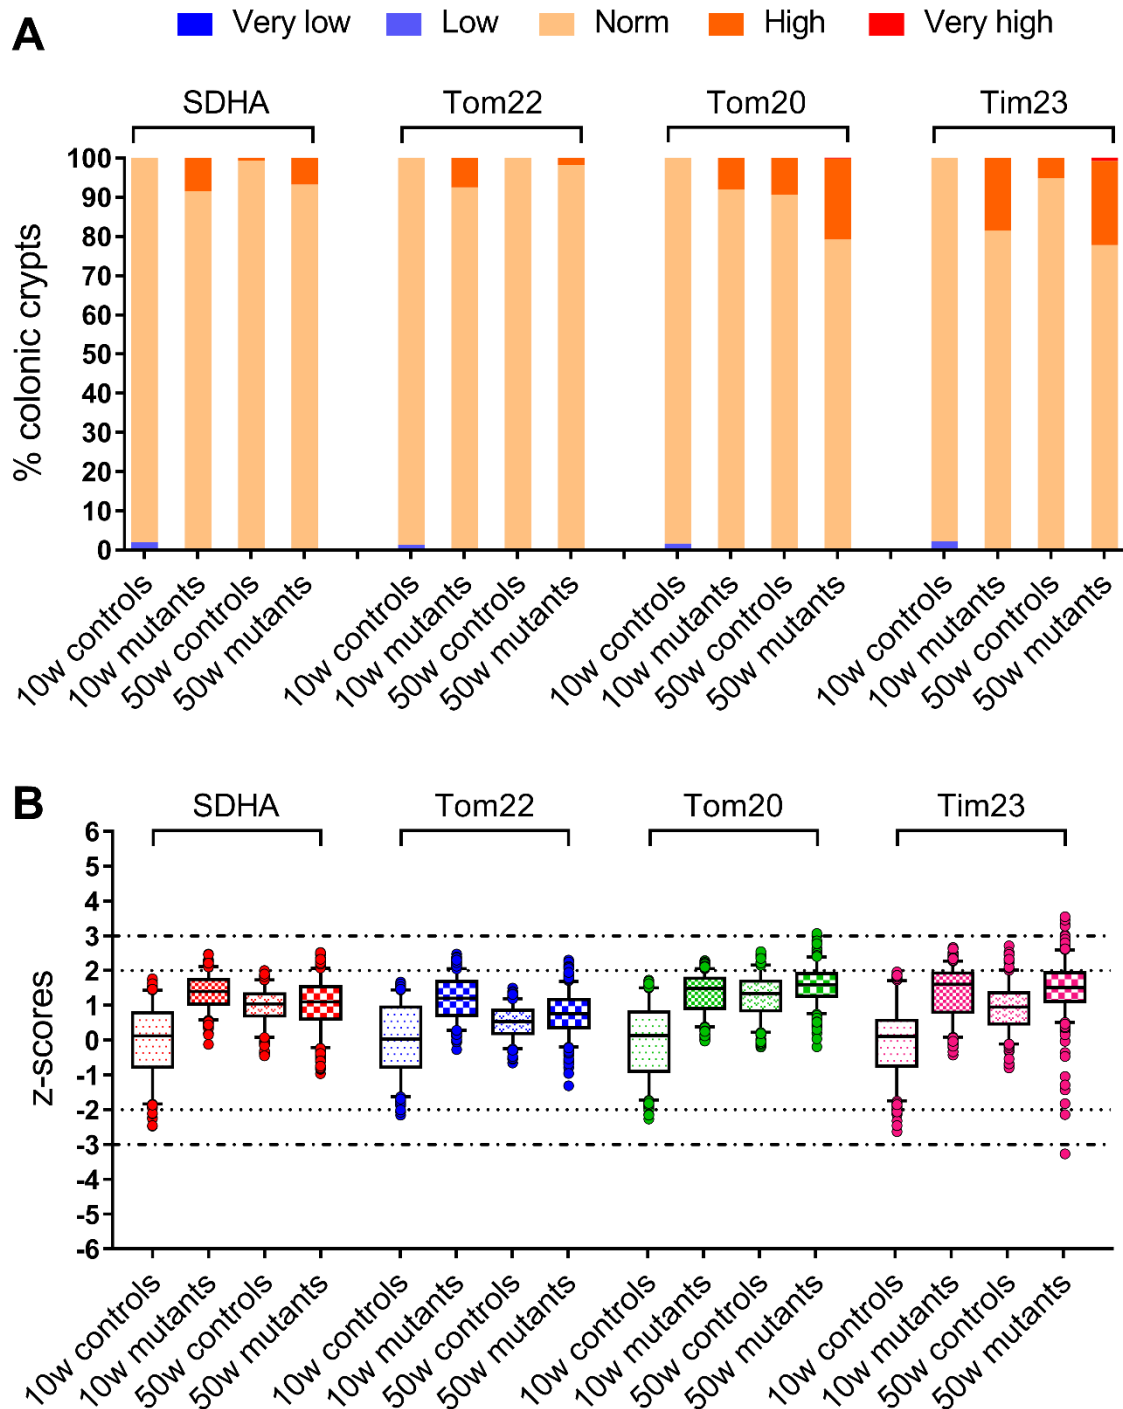 A
Very low Low Norm High Very high
SDHA Tom22 Tom20 Tim23
% colonic crypts
100
90
80
70
60
50
40
30
20
10
0
10w controls 10w mutants 50w controls 50w mutants 10w controls 10w mutants 50w controls 50w mutants 10w controls 10w mutants 50w controls 50w mutants 10w controls 10w mutants 50w controls 50w mutants
B
SDHA Tom22 Tom20 Tim23
z-scores
6
5
4
3
2
1
0
-1
-2
-3
-4
-5
-6
10w controls 10w mutants 50w controls 50w mutants 10w controls 10w mutants 50w controls 50w mutants 10w controls 10w mutants 50w controls 50w mutants 10w controls 10w mutants 50w controls 50w mutants